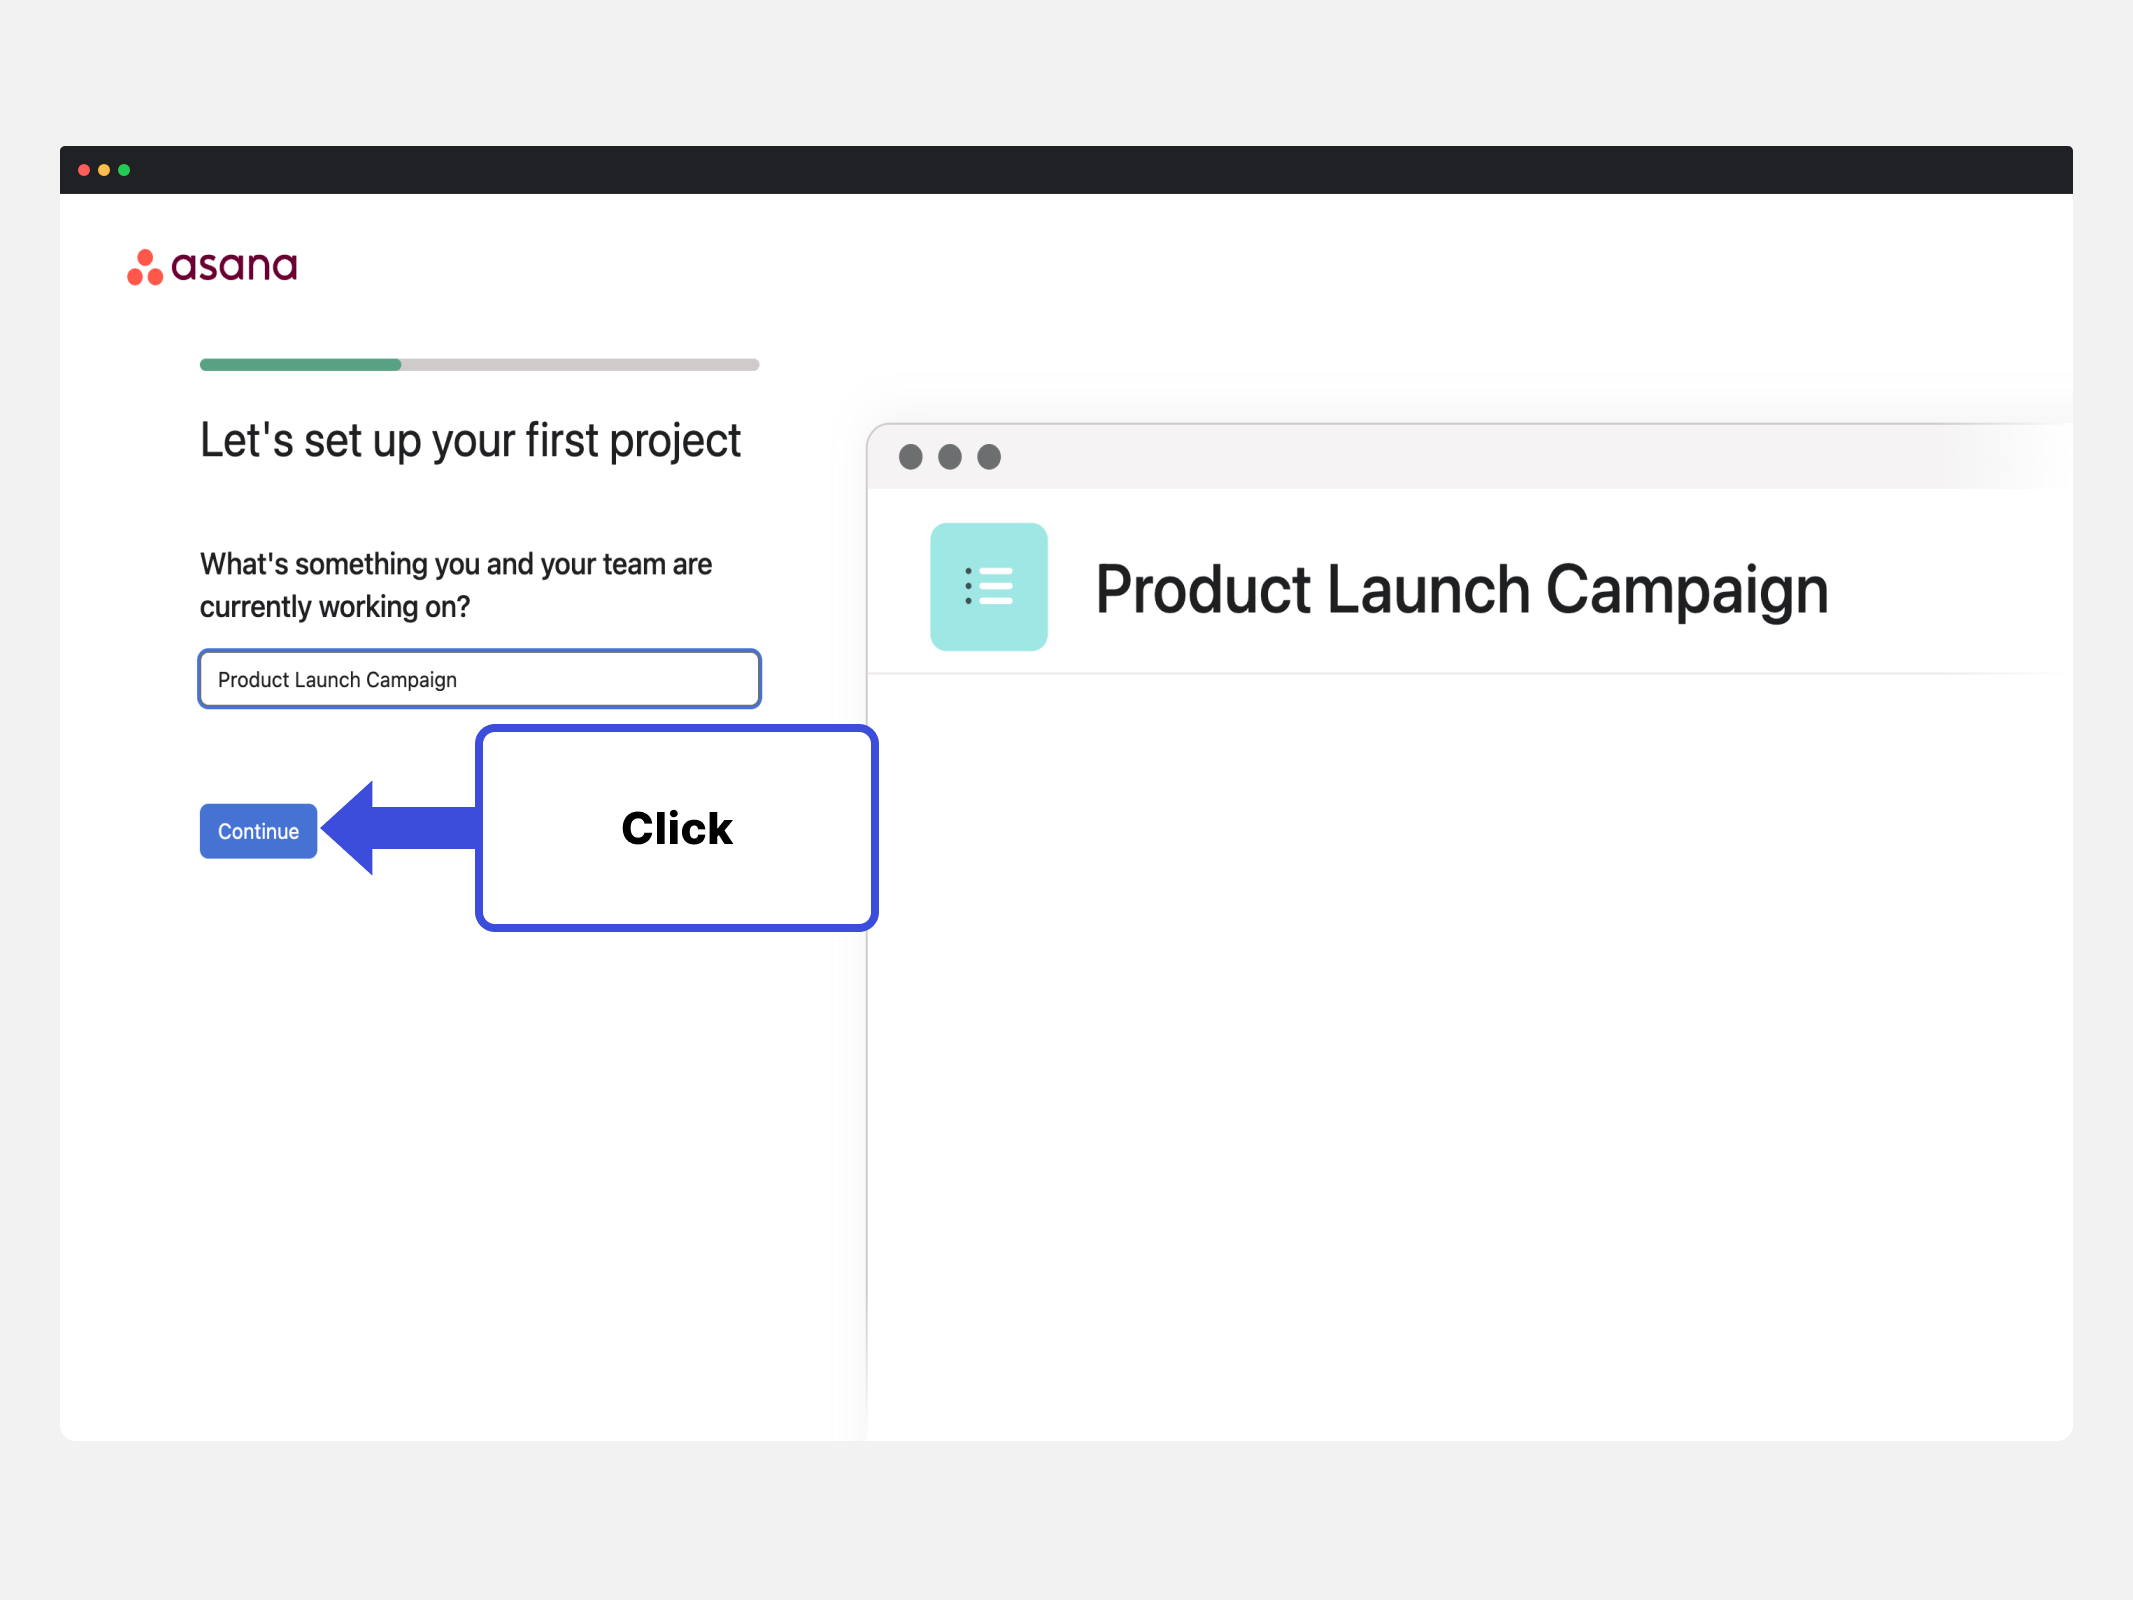 asana
Let's set up your first project
What's something you and your team are
currently working on?
Product Launch Campaign
Continue
Click
Product Launch Campaign